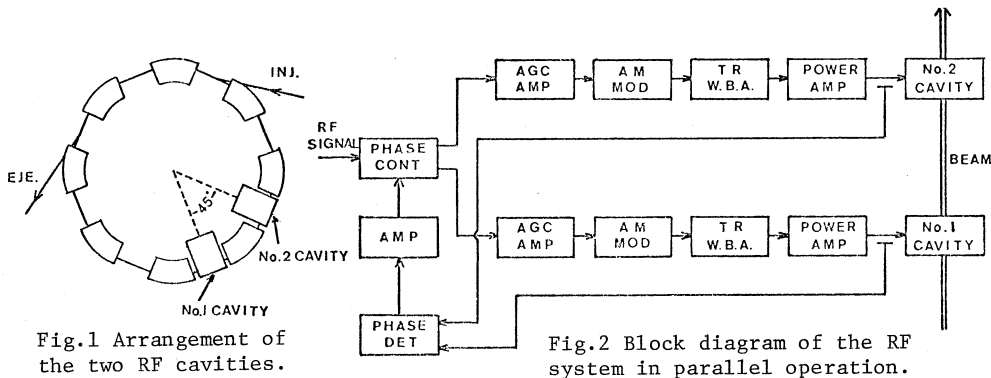 INJ.
EJE.
45°
No.2 CAVITY
No.1 CAVITY
Fig.1 Arrangement of
the two RF cavities.
RF
SIGNAL
PHASE
CONT
AMP
PHASE
DET
AGC
AMP
AM
MOD
TR
W.B.A.
POWER
AMP
No.2
CAVITY
BEAM
AGC
AMP
AM
MOD
TR
W.B.A.
POWER
AMP
No.1
CAVITY
Fig.2 Block diagram of the RF
system in parallel operation.